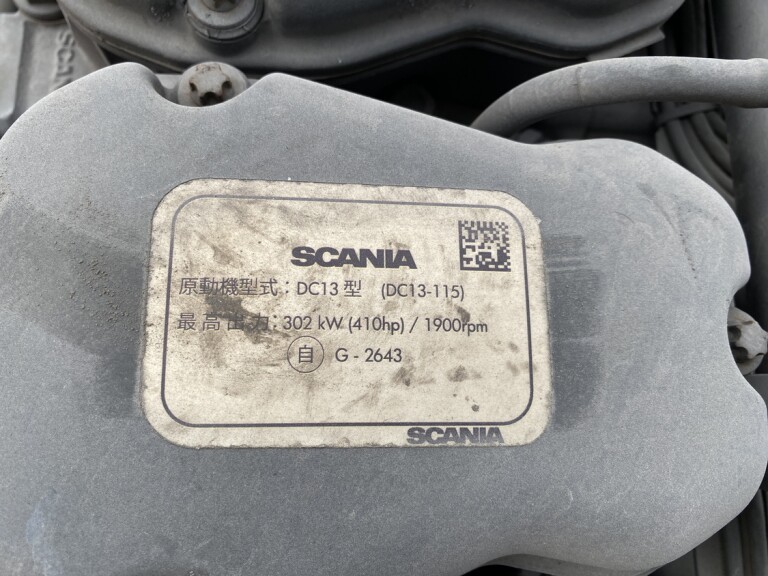 SCANIA
原動機型式: DC13 型 (DC13-115)
最高出力: 302 kW (410hp) / 1900rpm
自 G - 2643
SCANIA